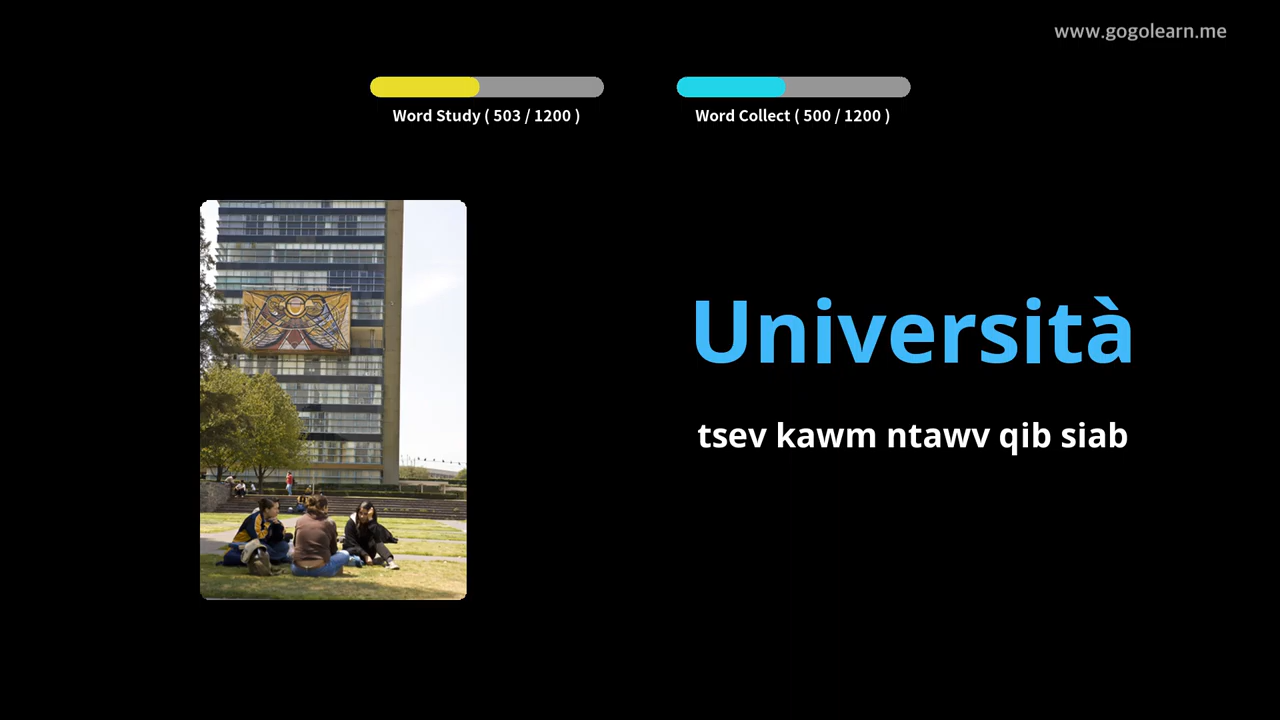 www.gogolearn.me
Word Study ( 503 / 1200 )
Word Collect ( 500 / 1200 )
Università
tsev kawm ntawv qib siab